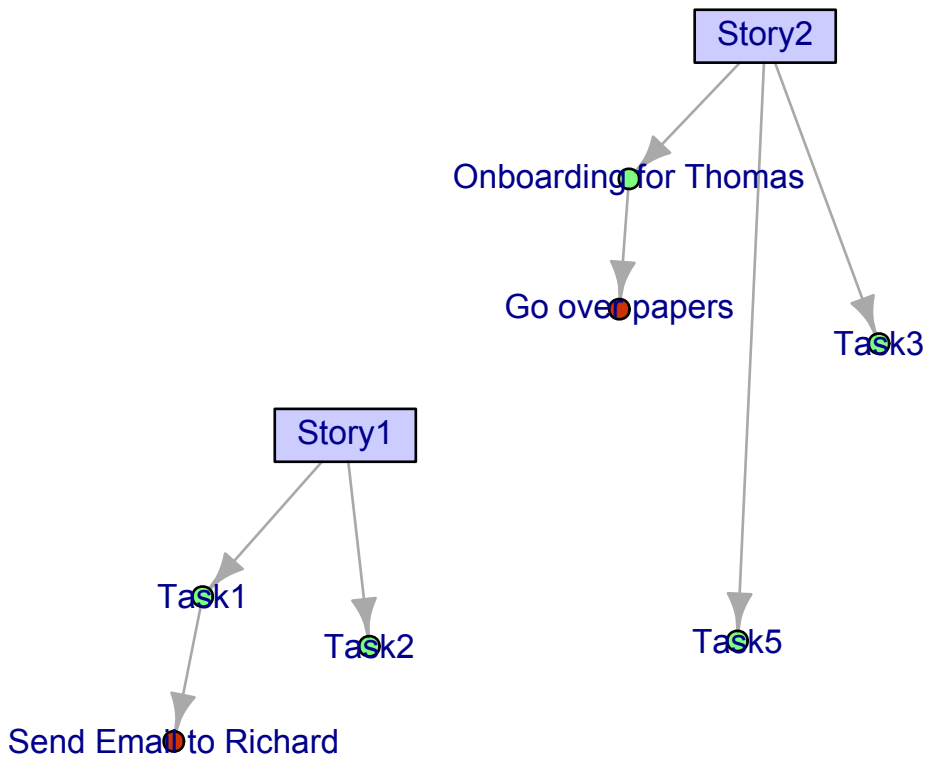 Story2
Onboarding for Thomas
Go over papers
Task3
Story1
Task1
Task2
Task5
Send Email to Richard